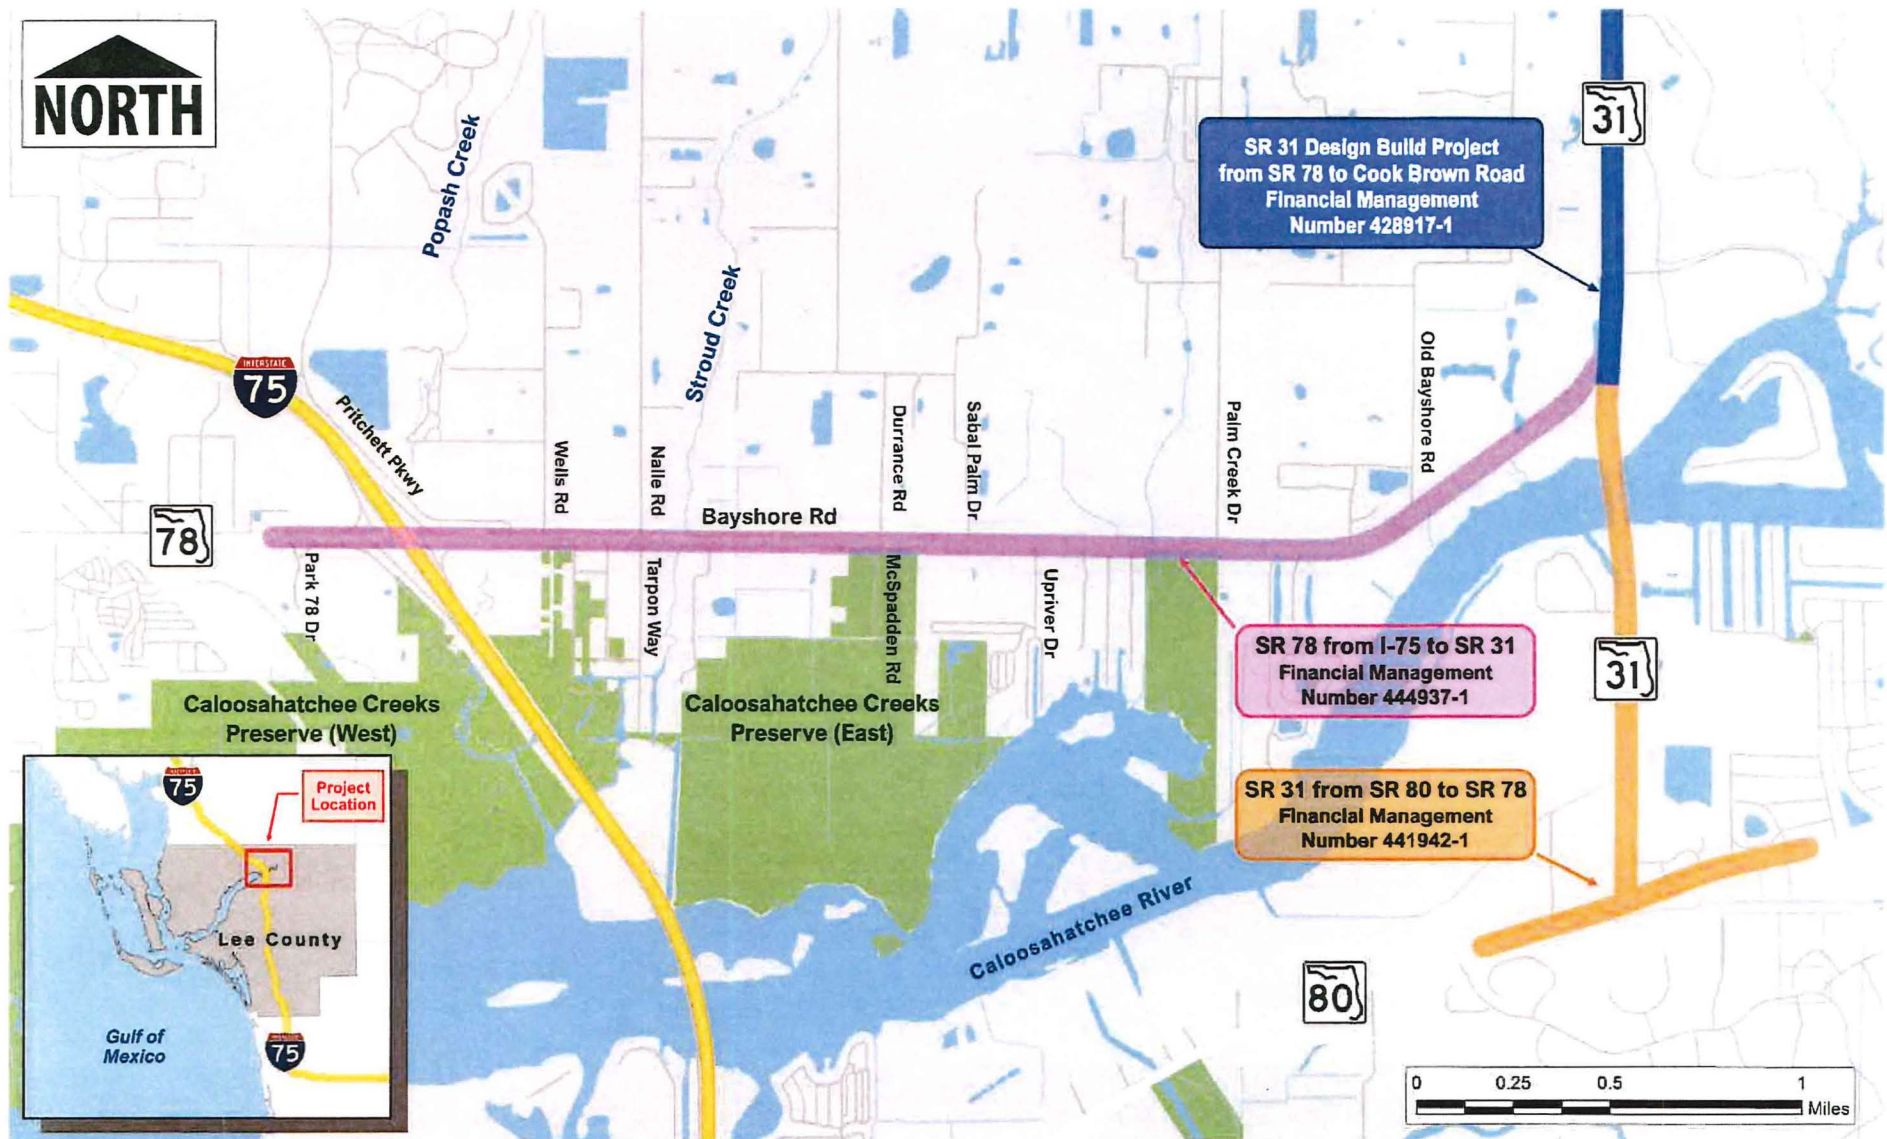 NORTH
Popash Creek
31
SR 31 Design Build Project
from SR 78 to Cook Brown Road
Financial Management
Number 428917-1
Stroud Creek
INTERSTATE
75
Pritchett Pkwy
Wells Rd
Nalle Rd
Durrance Rd
Sabal Palm Dr
Palm Creek Dr
Old Bayshore Rd
78
Bayshore Rd
Park 78 Dr
Tarpon Way
McSpadden Rd
Upriver Dr
SR 78 from I-75 to SR 31
Financial Management
Number 444937-1
31
Caloosahatchee Creeks
Preserve (West)
Caloosahatchee Creeks
Preserve (East)
SR 31 from SR 80 to SR 78
Financial Management
Number 441942-1
75
Project
Location
Lee County
Gulf of
Mexico
75
Caloosahatchee River
80
0 0.25 0.5 1
Miles